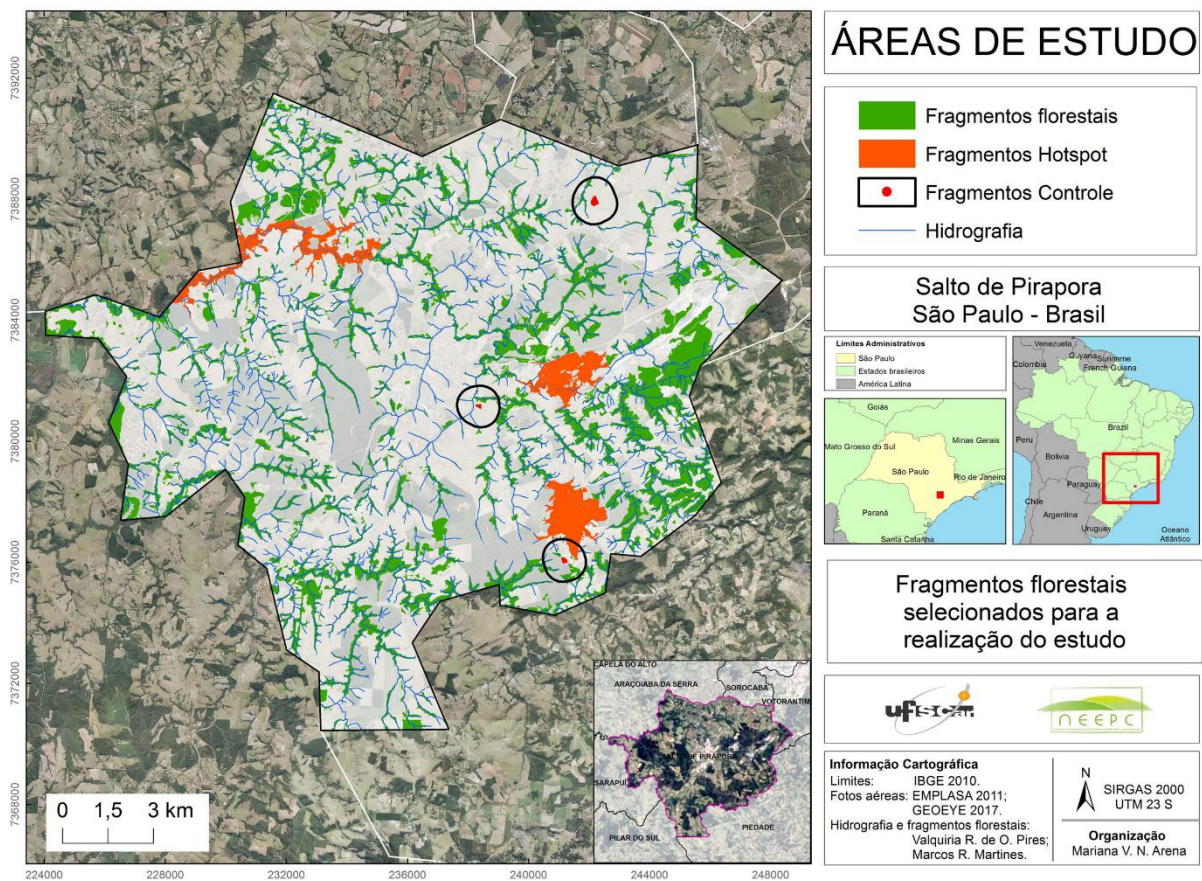 7392000
7388000
7384000
7380000
7376000
7372000
7368000
224000
228000
232000
236000
240000
244000
248000
0 1,5 3 km
CAPELA DO ALTO
ARAÇOIABA DA SERRA
SOROCABA
VOTORANTIM
DE PIRAPORA
SARAPUÍ
PILAR DO SUL
PIEDADE
ÁREAS DE ESTUDO
Fragmentos florestais
Fragmentos Hotspot
Fragmentos Controle
Hidrografia
Salto de Pirapora
São Paulo - Brasil
Limites Administrativos
São Paulo
Estados brasileiros
América Latina
Goiás
Mato Grosso do Sul
Minas Gerais
São Paulo
Rio de Janeiro
Paraná
Santa Catarina
Venezuela
Guyana
Suriname
Colombia
French Guiana
Brazil
Peru
Bolivia
Paraguay
Chile
Argentina
Uruguay
Oceano
Atlântico
Fragmentos florestais
selecionados para a
realização do estudo
ufscar
NEEPC
Informação Cartográfica
Limites: IBGE 2010.
Fotos aéreas: EMPLASA 2011;
GEOEYE 2017.
Hidrografia e fragmentos florestais:
Valquiria R. de O. Pires;
Marcos R. Martines.
N
SIRGAS 2000
UTM 23 S
Organização
Mariana V. N. Arena